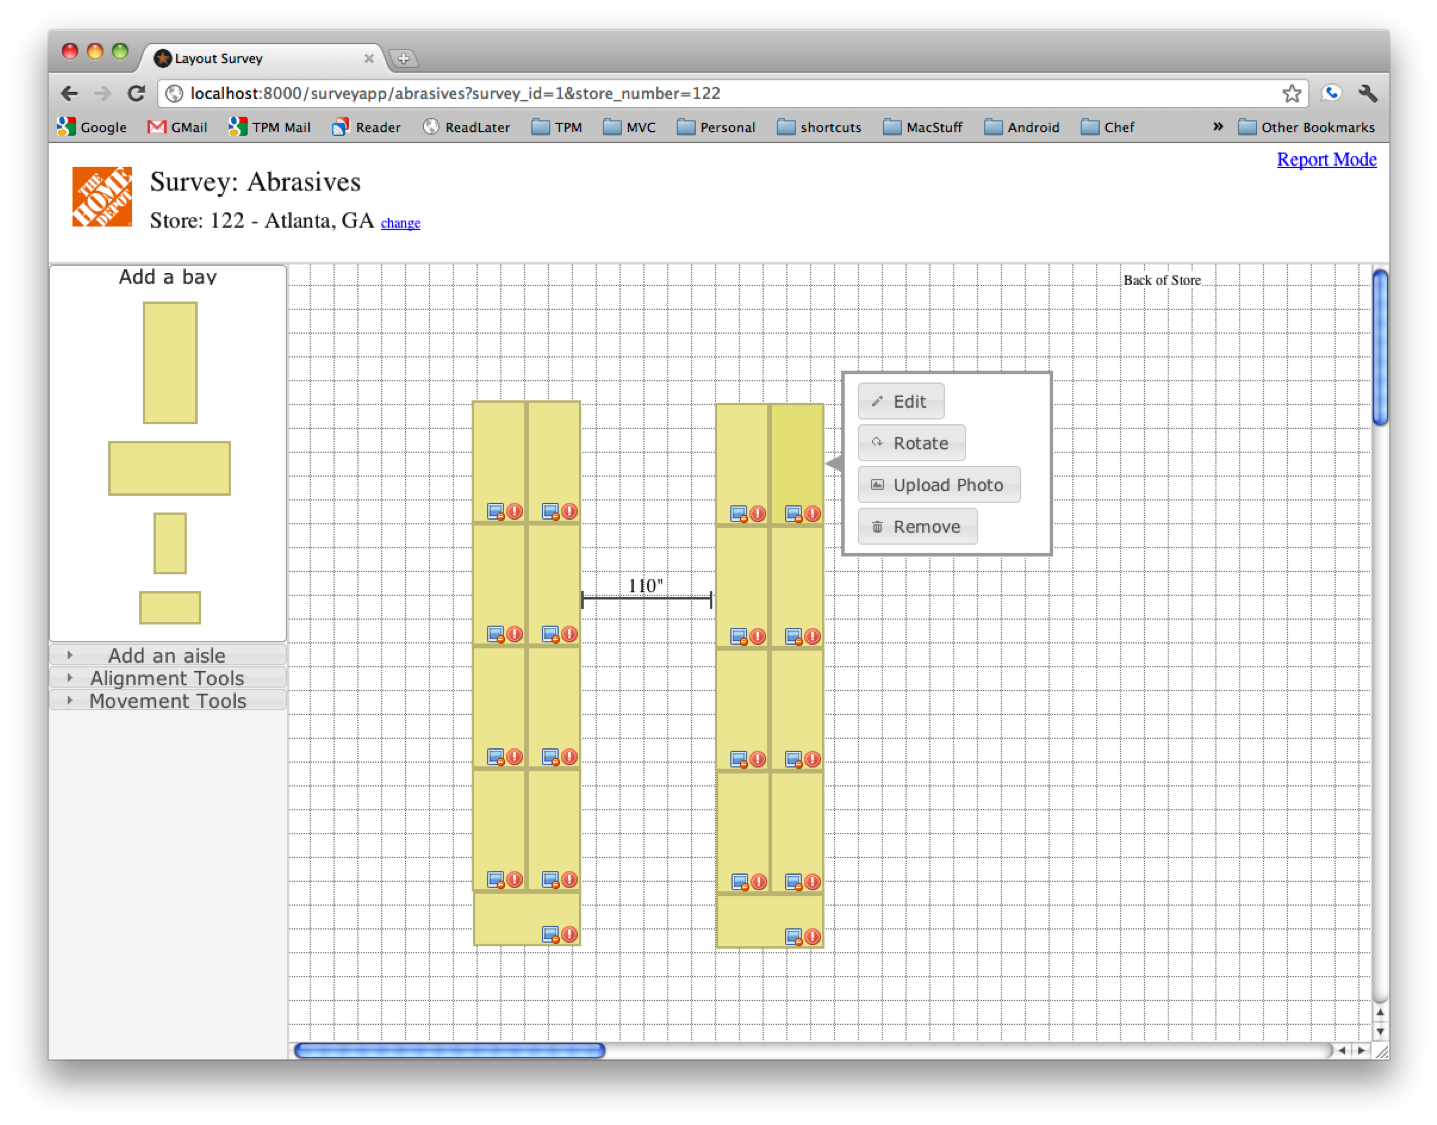 Layout Survey
localhost:8000/surveyapp/abrasives?survey_id=1&store_number=122
Google GMail TPM Mail Reader ReadLater TPM MVC Personal shortcuts MacStuff Android Chef » Other Bookmarks
Report Mode
THE HOME DEPOT
Survey: Abrasives
Store: 122 - Atlanta, GA change
Add a bay
Back of Store
Edit
Rotate
Upload Photo
Remove
110"
Add an aisle
Alignment Tools
Movement Tools